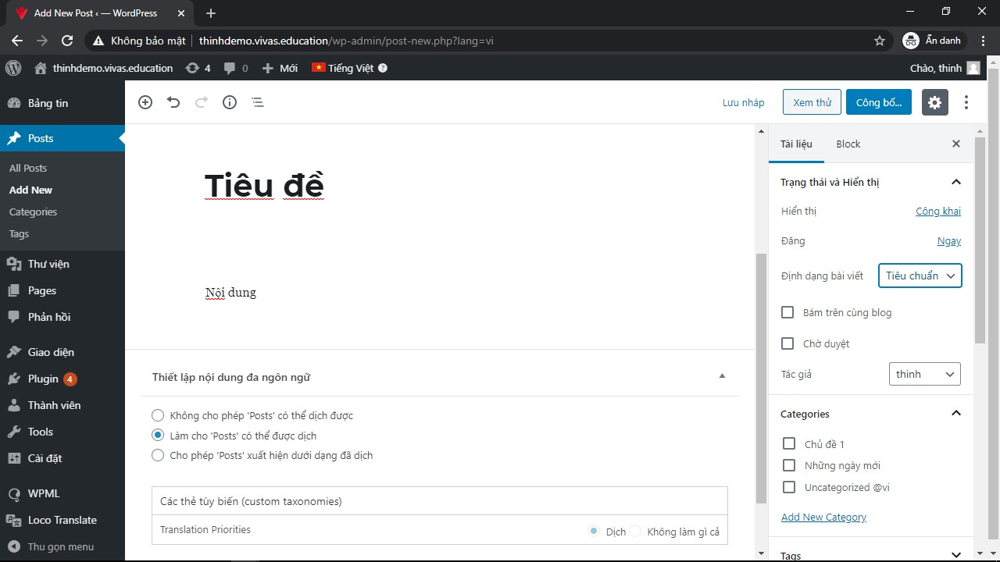 Add New Post ‹ — WordPress
Không bảo mật thinhdemo.vivas.education/wp-admin/post-new.php?lang=vi Ẩn danh
thinhdemo.vivas.education 4 0 Mới Tiếng Việt Chào, thinh
Bảng tin
Posts
All Posts
Add New
Categories
Tags
Thư viện
Pages
Phản hồi
Giao diện
Plugin 4
Thành viên
Tools
Cài đặt
WPML
Loco Translate
Thu gọn menu
Lưu nháp Xem thử Công bố...
Tiêu đề
Nội dung
Thiết lập nội dung đa ngôn ngữ
Không cho phép 'Posts' có thể dịch được
Làm cho 'Posts' có thể được dịch
Cho phép 'Posts' xuất hiện dưới dạng đã dịch
Các thẻ tùy biến (custom taxonomies)
Translation Priorities Dịch Không làm gì cả
Tài liệu Block
Trạng thái và Hiển thị
Hiển thị Công khai
Đăng Ngay
Định dạng bài viết Tiêu chuẩn
Bám trên cùng blog
Chờ duyệt
Tác giả thinh
Categories
Chủ đề 1
Những ngày mới
Uncategorized @vi
Add New Category
Tags